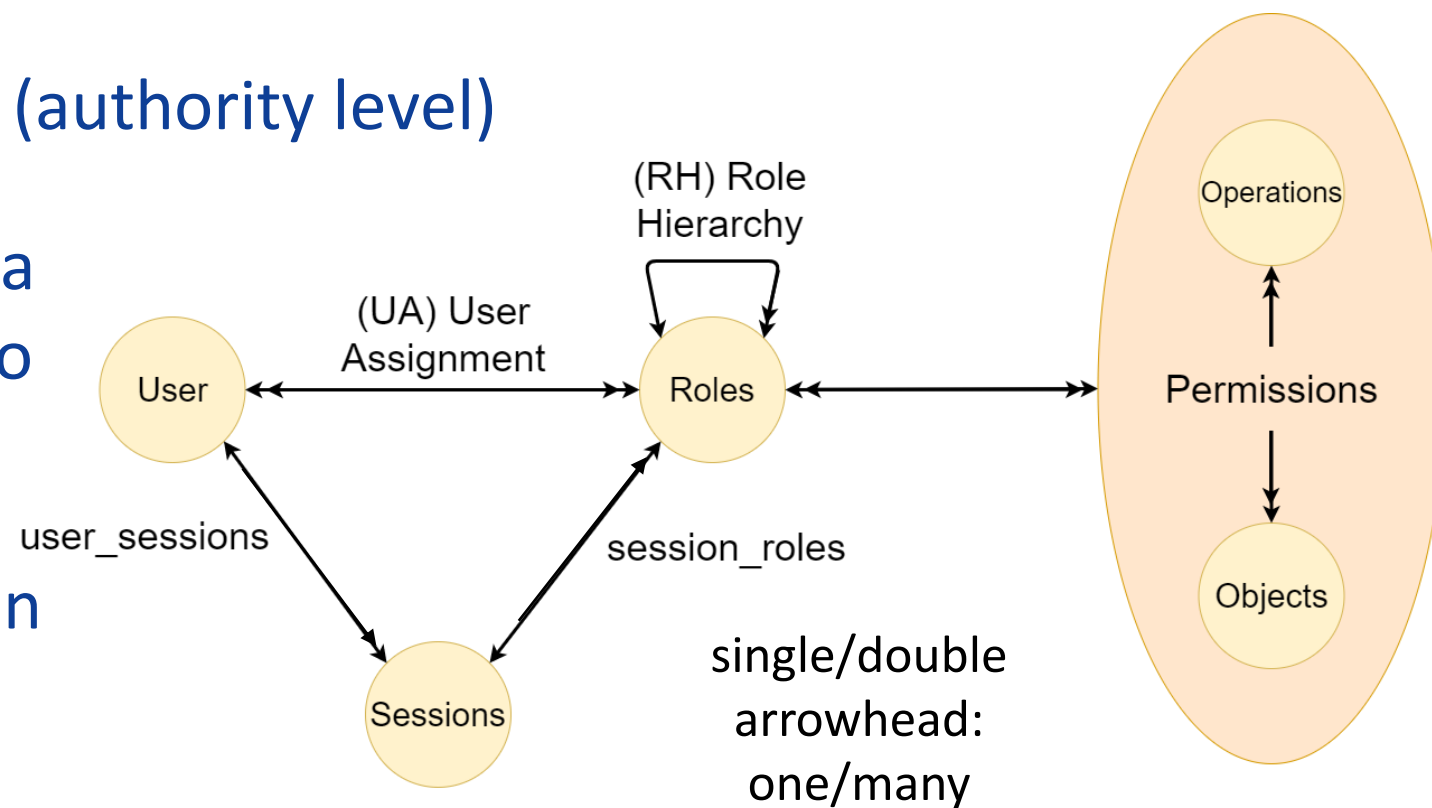 (authority level)
(RH) Role
Hierarchy
Operations
a
(UA) User
Assignment
o
User
Roles
Permissions
user_sessions
session_roles
n
Objects
single/double
arrowhead:
one/many
Sessions